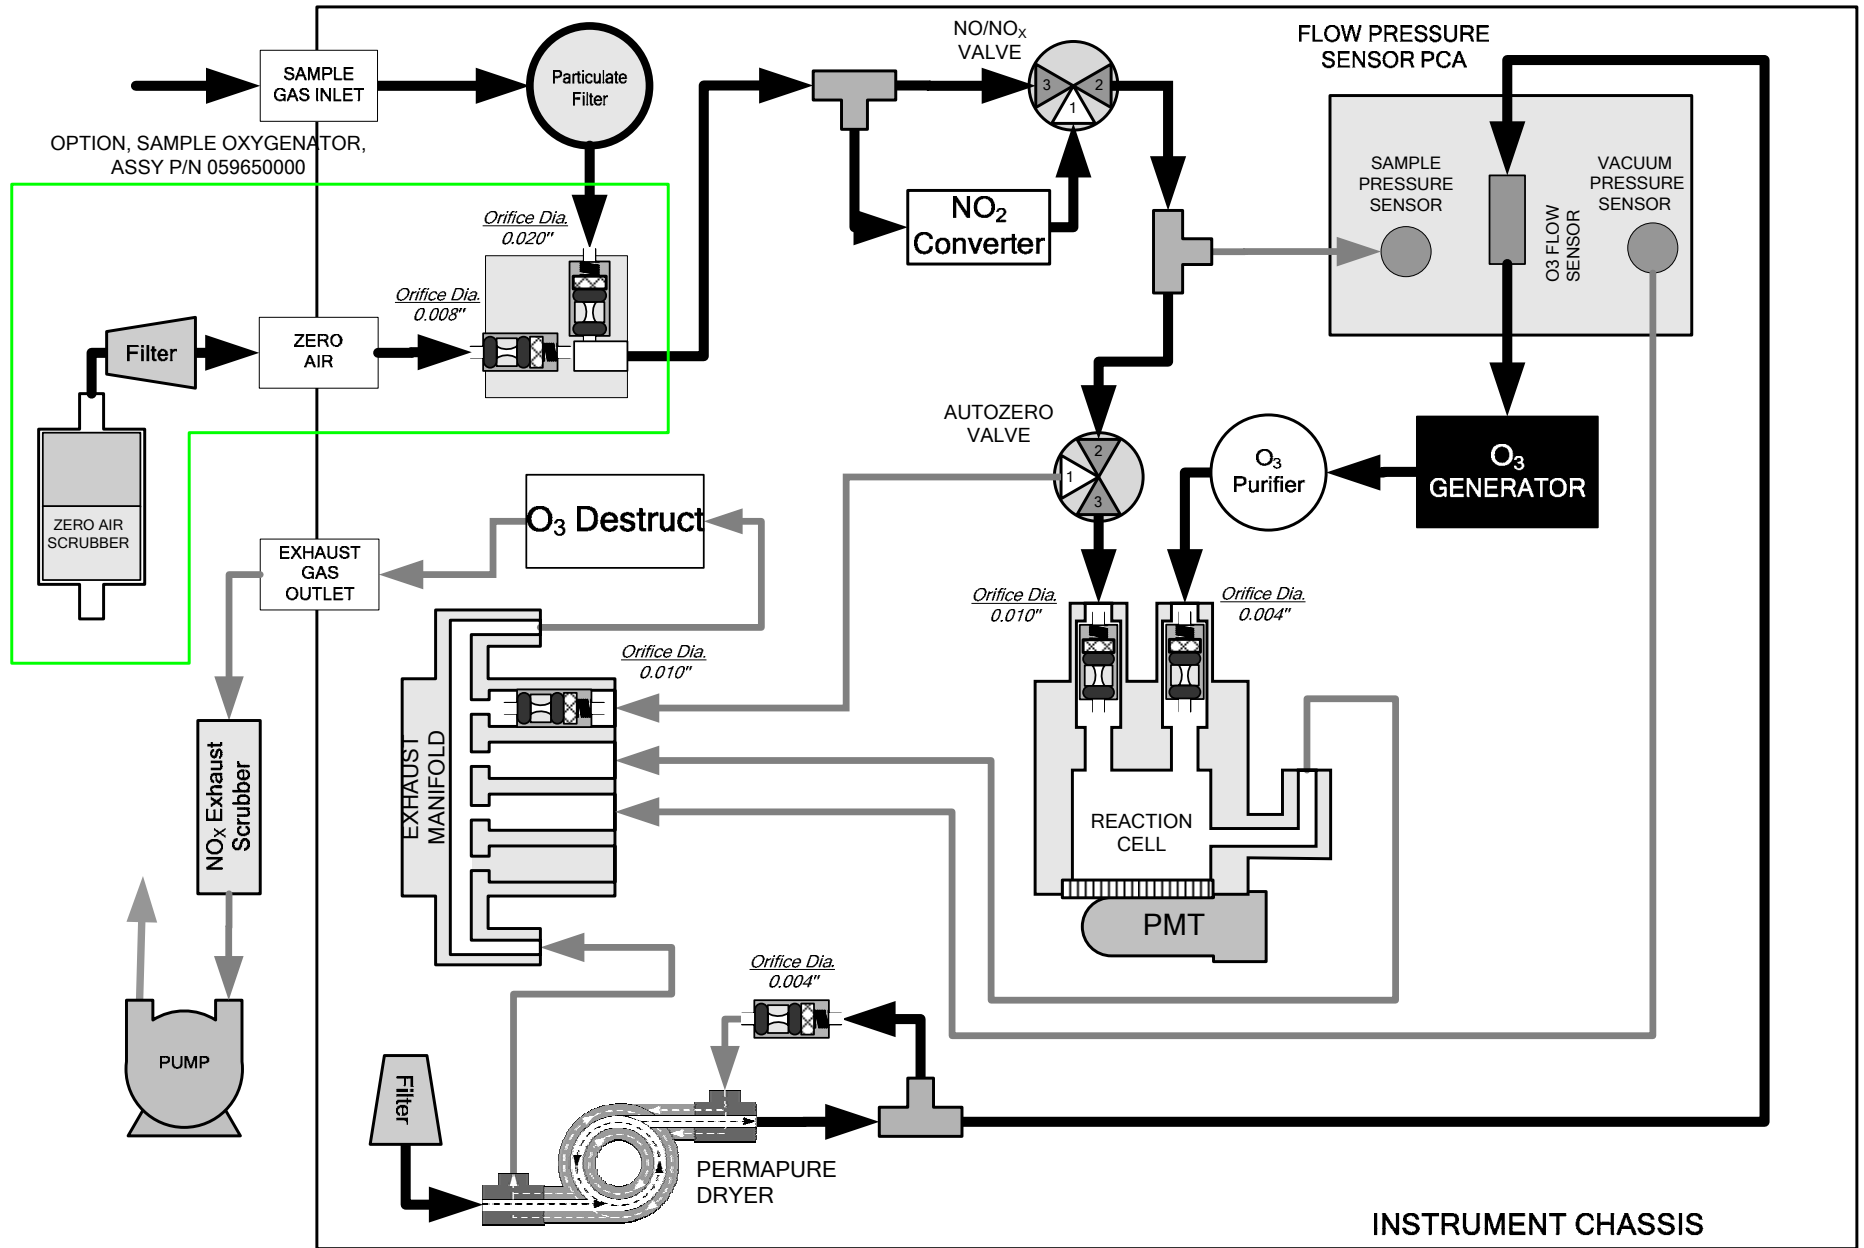 SAMPLE
GAS INLET
Particulate
Filter
OPTION, SAMPLE OXYGENATOR,
ASSY P/N 059650000
NO/NOX
VALVE
3
2
1
FLOW PRESSURE
SENSOR PCA
SAMPLE
PRESSURE
SENSOR
O3 FLOW
SENSOR
VACUUM
PRESSURE
SENSOR
NO2
Converter
Orifice Dia.
0.020"
Orifice Dia.
0.008"
Filter
ZERO
AIR
ZERO AIR
SCRUBBER
AUTOZERO
VALVE
2
1
3
O3
Purifier
O3
GENERATOR
O3 Destruct
EXHAUST
GAS
OUTLET
Orifice Dia.
0.010"
Orifice Dia.
0.004"
Orifice Dia.
0.010"
EXHAUST
MANIFOLD
NOX Exhaust
Scrubber
REACTION
CELL
PMT
Orifice Dia.
0.004"
PUMP
Filter
PERMAPURE
DRYER
INSTRUMENT CHASSIS